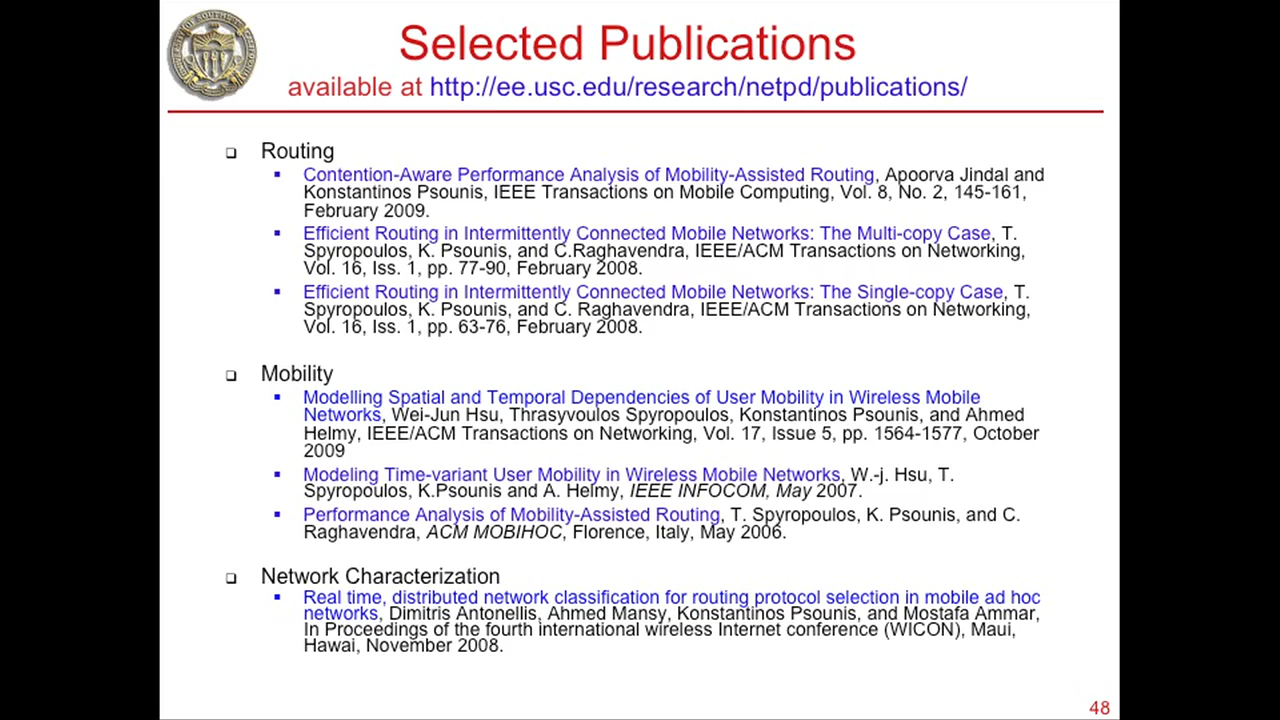 Selected Publications
available at http://ee.usc.edu/research/netpd/publications/
Routing
Contention-Aware Performance Analysis of Mobility-Assisted Routing, Apoorva Jindal and
Konstantinos Psounis, IEEE Transactions on Mobile Computing, Vol. 8, No. 2, 145-161,
February 2009.
Efficient Routing in Intermittently Connected Mobile Networks: The Multi-copy Case, T.
Spyropoulos, K. Psounis, and C.Raghavendra, IEEE/ACM Transactions on Networking,
Vol. 16, Iss. 1, pp. 77-90, February 2008.
Efficient Routing in Intermittently Connected Mobile Networks: The Single-copy Case, T.
Spyropoulos, K. Psounis, and C. Raghavendra, IEEE/ACM Transactions on Networking,
Vol. 16, Iss. 1, pp. 63-76, February 2008.
Mobility
Modelling Spatial and Temporal Dependencies of User Mobility in Wireless Mobile
Networks, Wei-Jun Hsu, Thrasyvoulos Spyropoulos, Konstantinos Psounis, and Ahmed
Helmy, IEEE/ACM Transactions on Networking, Vol. 17, Issue 5, pp. 1564-1577, October
2009
Modeling Time-variant User Mobility in Wireless Mobile Networks, W.-j. Hsu, T.
Spyropoulos, K.Psounis and A. Helmy, IEEE INFOCOM, May 2007.
Performance Analysis of Mobility-Assisted Routing, T. Spyropoulos, K. Psounis, and C.
Raghavendra, ACM MOBIHOC, Florence, Italy, May 2006.
Network Characterization
Real time, distributed network classification for routing protocol selection in mobile ad hoc
networks, Dimitris Antonellis, Ahmed Mansy, Konstantinos Psounis, and Mostafa Ammar,
In Proceedings of the fourth international wireless Internet conference (WICON), Maui,
Hawai, November 2008.
48